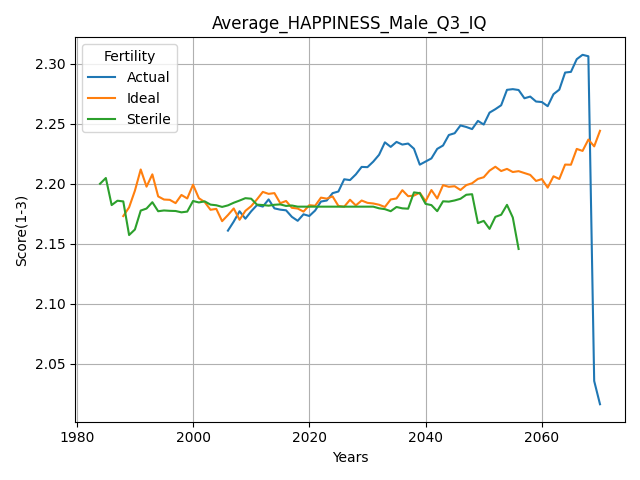 Average_HAPPINESS_Male_Q3_IQ
Fertility
Actual
Ideal
Sterile
Score(1-3)
2.30
2.25
2.20
2.15
2.10
2.05
1980
2000
2020
2040
2060
Years